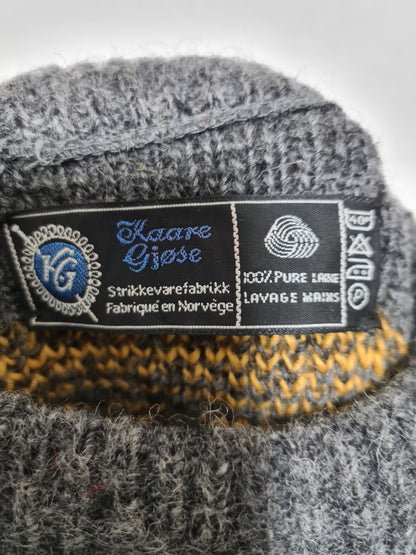 KG
Kaare
Gjøse
Strikkevarefabrikk
Fabriqué en Norvège
100% PURE LAINE
LAVAGE MAINS
40°
P